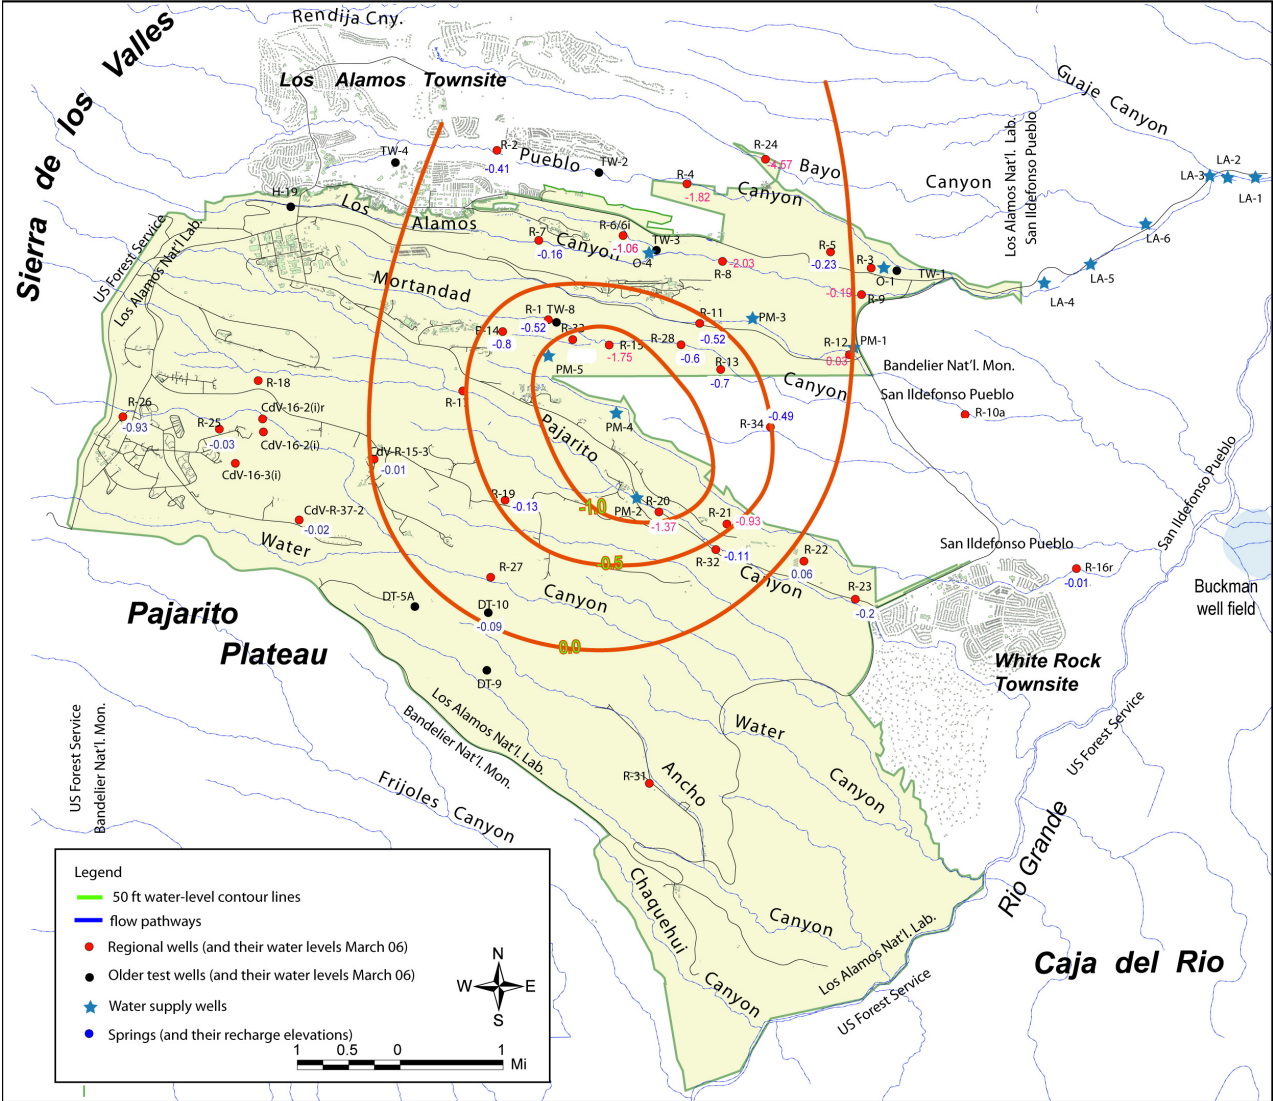 Rendija Cny.
Sierra de los Valles
Los Alamos Townsite
Guaje Canyon
Los Alamos Nat'l. Lab.
San Ildefonso Pueblo
TW-4
R-2
-0.41
Pueblo
TW-2
R-24
-4.57
Bayo
Canyon
R-4
-1.82
Canyon
LA-2
LA-3
LA-1
LA-6
LA-5
LA-4
H-19
Los
Alamos
Canyon
R-7
-0.16
R-6/6i
-1.06
TW-3
O-4
R-8
-2.03
R-5
-0.23
R-3
O-1
TW-1
-0.19
R-9
US Forest Service
Los Alamos Nat'l Lab.
Mortandad
R-1
TW-8
-0.52
R-14
-0.8
R-33
R-15
-1.75
R-28
-0.6
R-11
-0.52
PM-3
R-13
-0.7
R-12
0.03
PM-1
PM-5
Bandelier Nat'l. Mon.
San Ildefonso Pueblo
R-10a
Canyon
R-18
R-17
R-26
-0.93
R-25
-0.03
CdV-16-2(i)r
CdV-16-2(i)
CdV-16-3(i)
CdV-R-15-3
-0.01
CdV-R-37-2
-0.02
Pajarito
PM-4
R-34
-0.49
R-19
-0.13
-1.0
PM-2
R-20
-1.37
R-21
-0.93
R-32
-0.11
-0.5
R-22
0.06
Canyon
R-23
-0.2
San Ildefonso Pueblo
R-16r
-0.01
San Ildefonso Pueblo
Buckman
well field
Water
Canyon
R-27
DT-5A
DT-10
-0.09
0.0
DT-9
Pajarito
Plateau
White Rock
Townsite
Los Alamos Nat'l. Lab.
Bandelier Nat'l. Mon.
US Forest Service
Bandelier Nat'l. Mon.
Water
Canyon
US Forest Service
R-31
Ancho
Canyon
Frijoles Canyon
Chaquehui
Canyon
Rio Grande
Los Alamos Nat'l. Lab.
US Forest Service
Caja del Rio
Legend
50 ft water-level contour lines
flow pathways
Regional wells (and their water levels March 06)
Older test wells (and their water levels March 06)
Water supply wells
Springs (and their recharge elevations)
N
W E
S
1 0.5 0 1
Mi